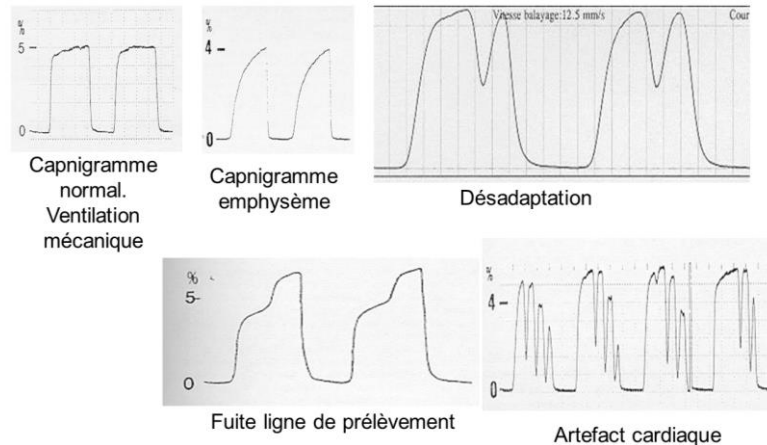 %
5
0
Capnigramme
normal.
Ventilation
mécanique
%
4
0
Capnigramme
emphysème
Vitesse balayage:12.5 mm/s
Cour
Désadaptation
%
5
0
Fuite ligne de prélèvement
%
4
0
Artefact cardiaque